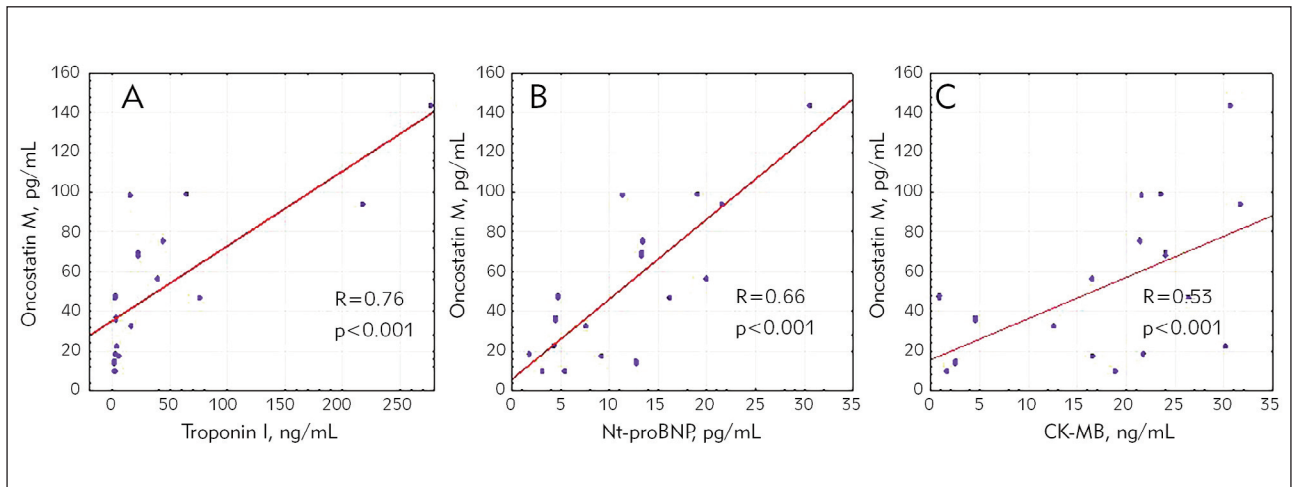 A
Oncostatin M, pg/mL
160
140
120
100
80
60
40
20
0
R=0.76
p<0.001
0 50 100 150 200 250
Troponin I, ng/mL
B
Oncostatin M, pg/mL
160
140
120
100
80
60
40
20
0
R=0.66
p<0.001
0 5 10 15 20 25 30 35
Nt-proBNP, pg/mL
C
Oncostatin M, pg/mL
160
140
120
100
80
60
40
20
0
R=0.53
p<0.001
0 5 10 15 20 25 30 35
CK-MB, ng/mL